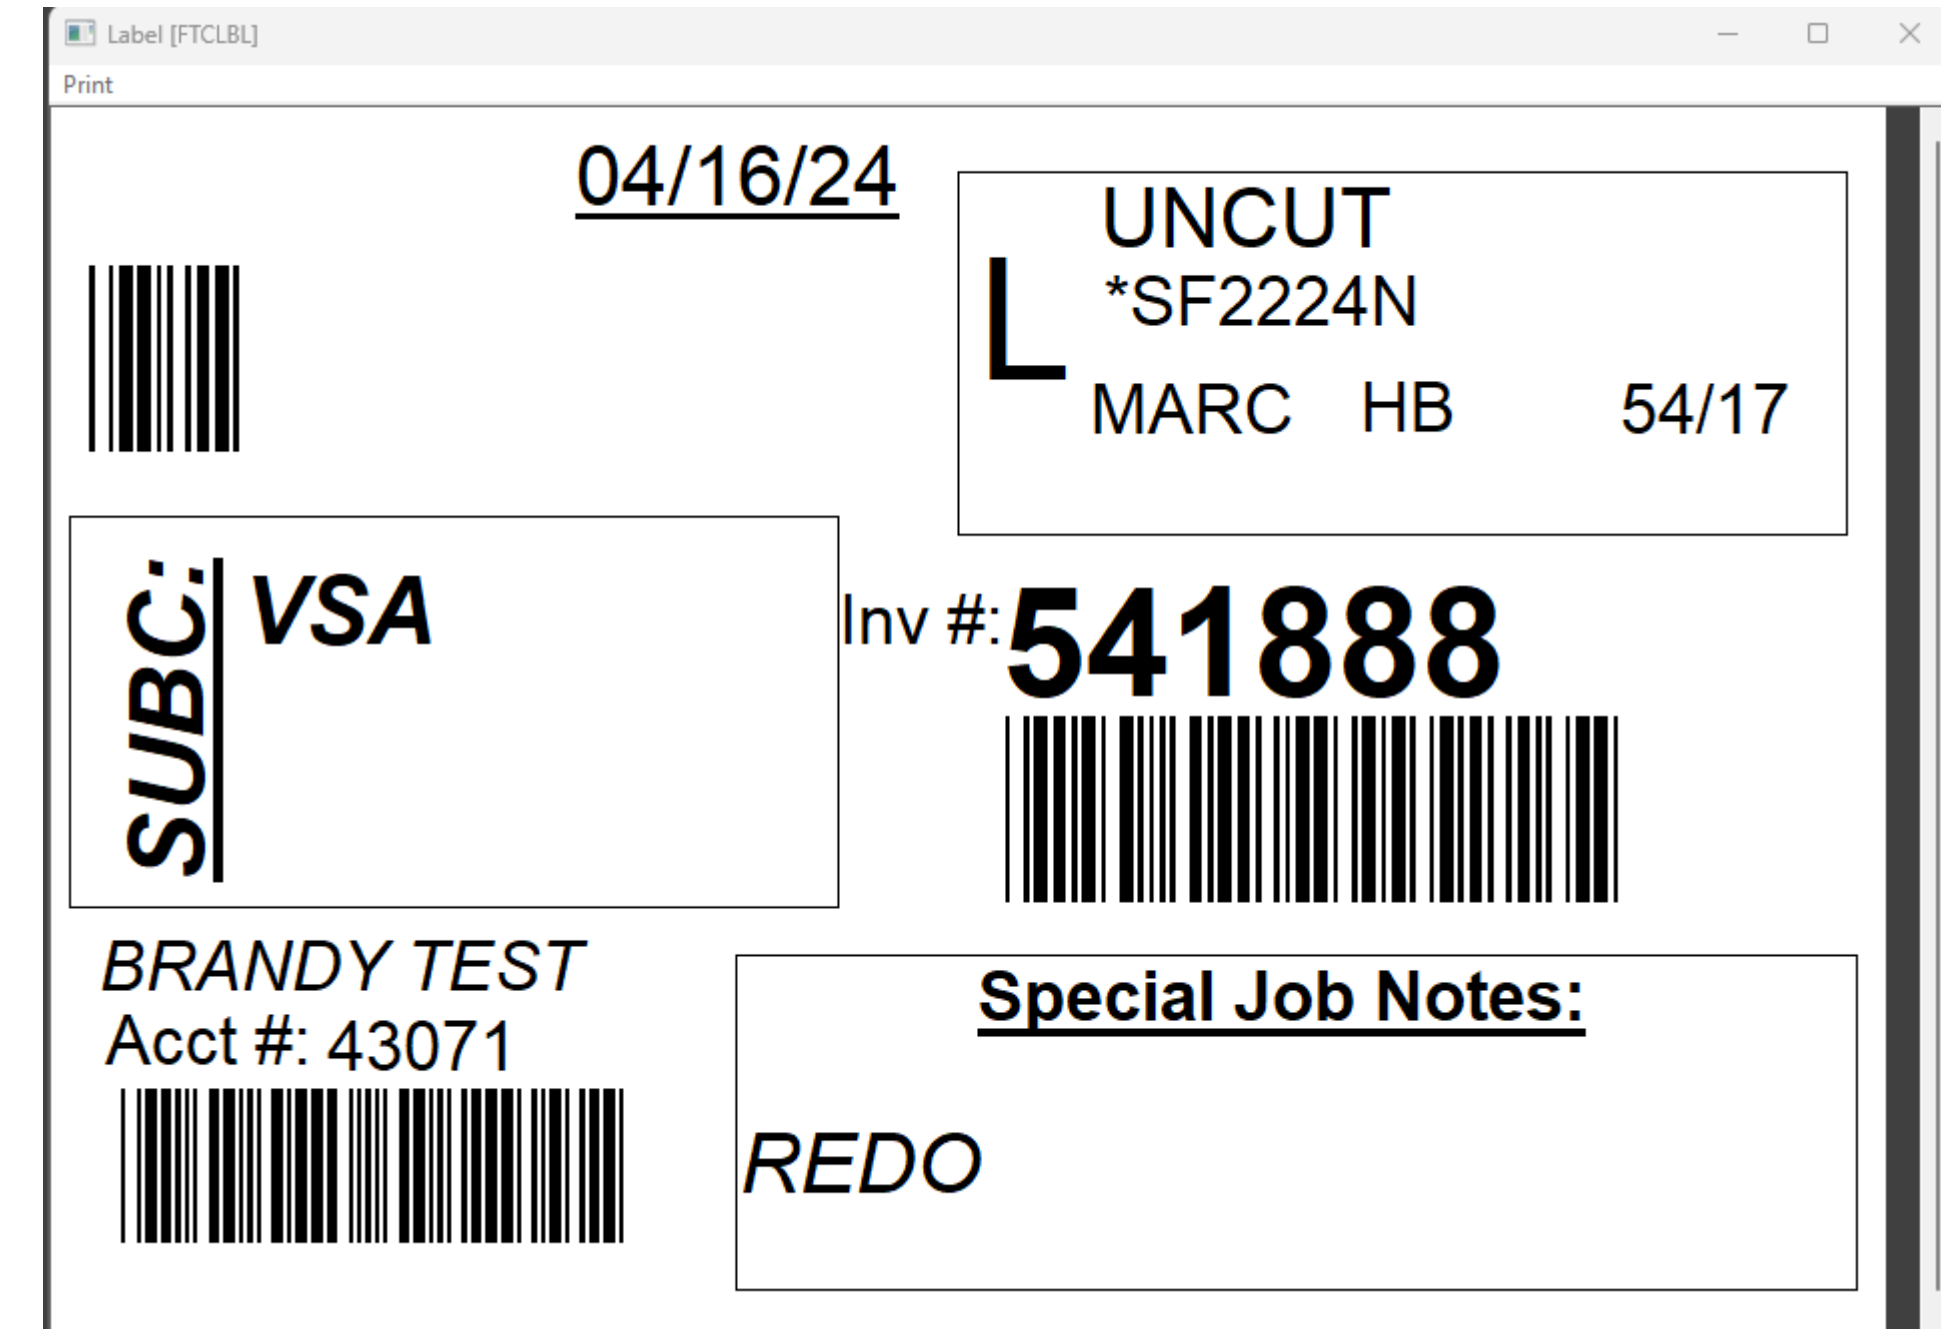 Label [FTCLBL]
Print
04/16/24
UNCUT
*SF2224N
L
MARC HB 54/17
SUBC:
VSA
Inv #: 541888
BRANDY TEST
Acct #: 43071
Special Job Notes:
REDO